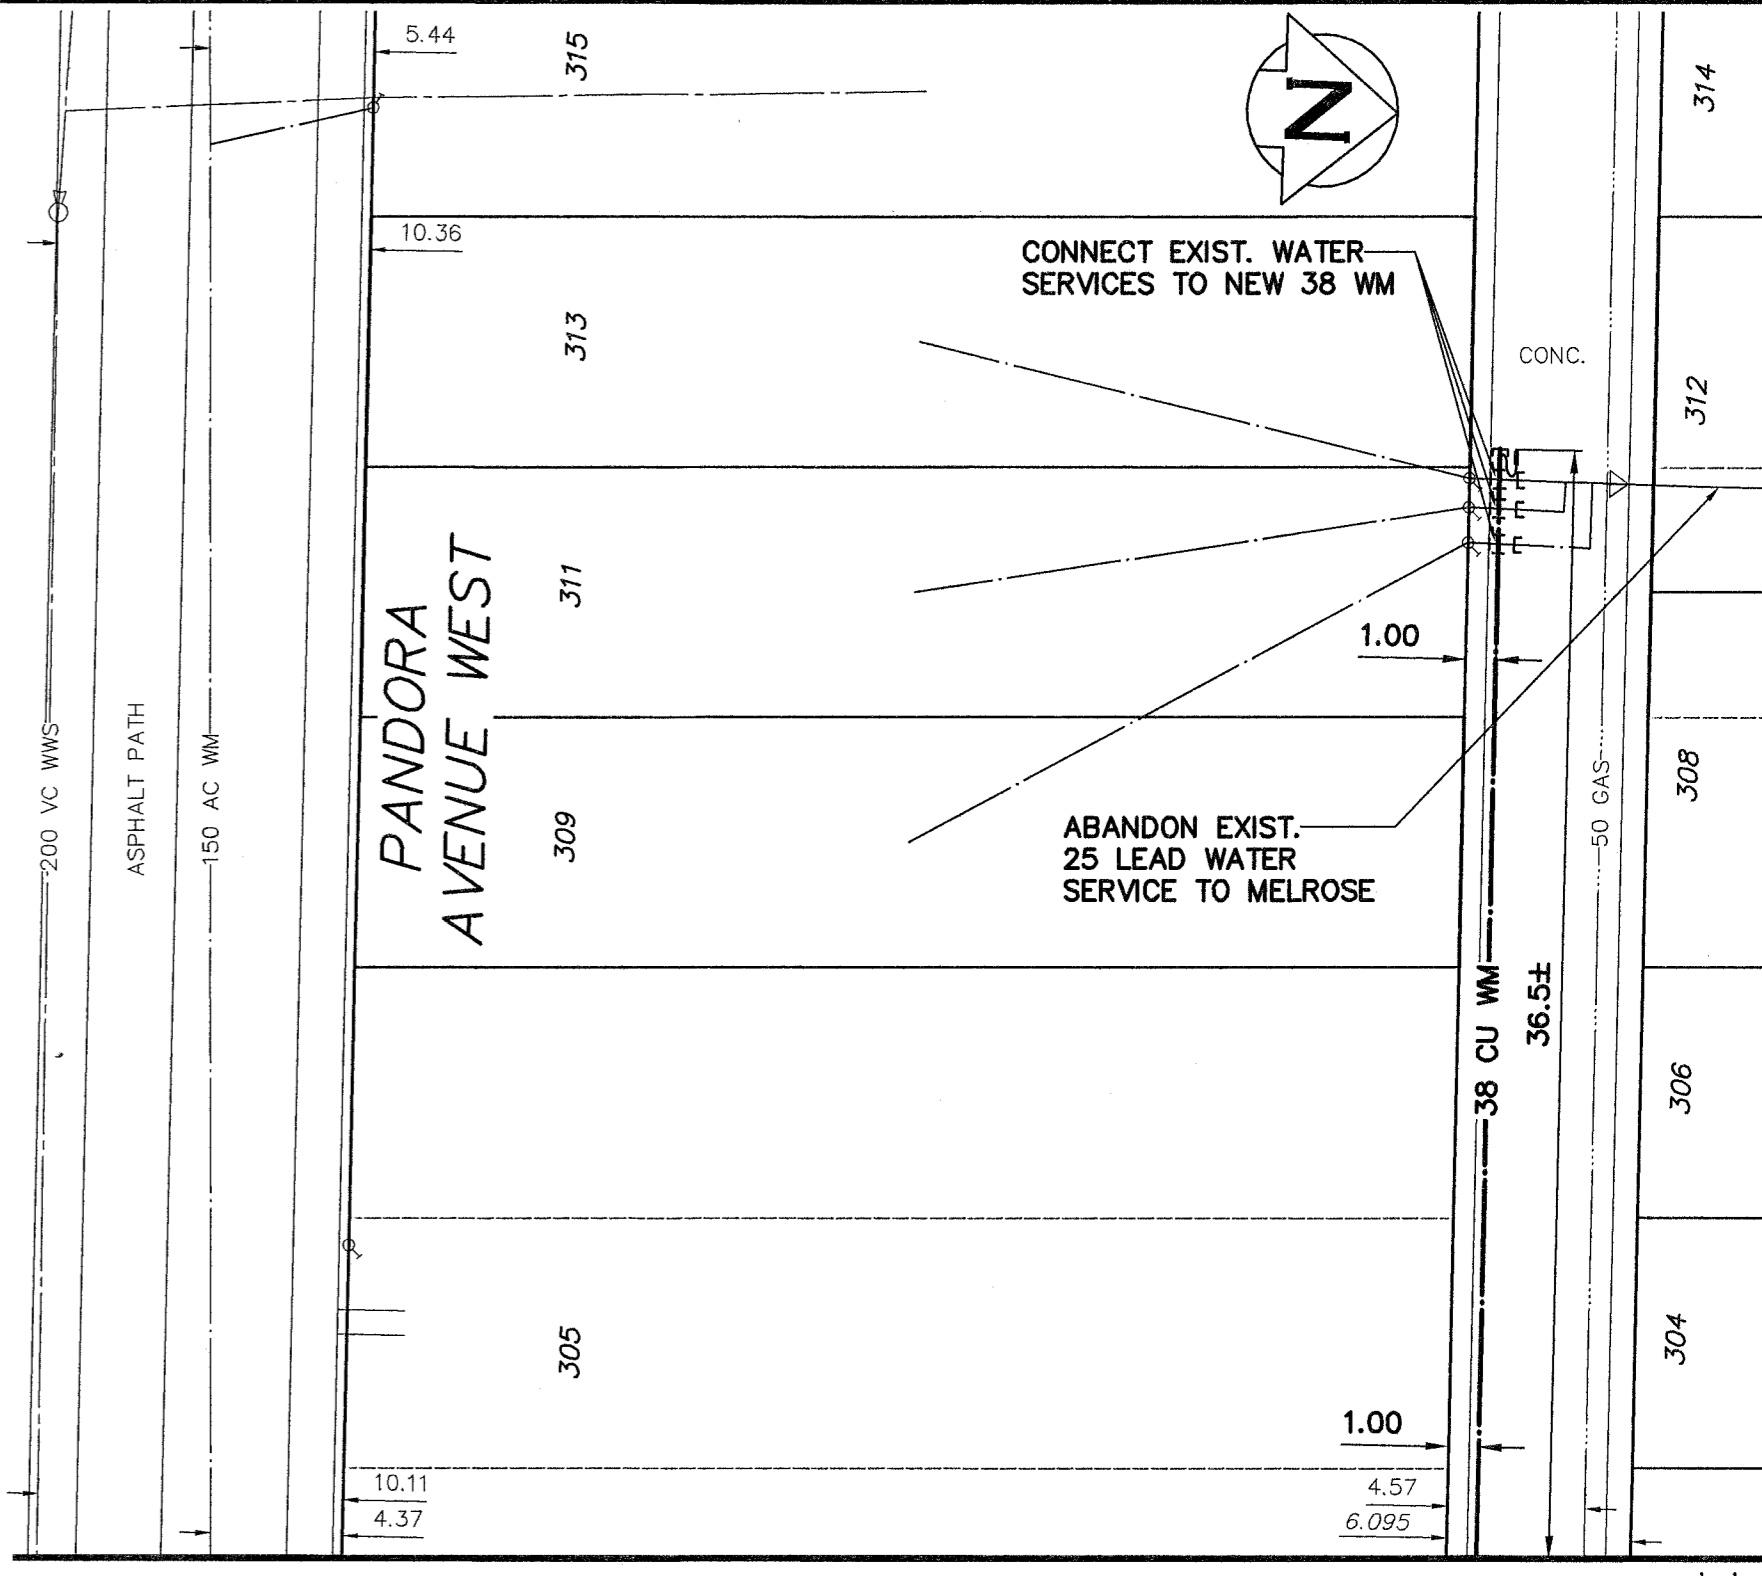 5.44
315
N
314
10.36
CONNECT EXIST. WATER
SERVICES TO NEW 38 WM
313
CONC.
312
PANDORA
AVENUE WEST
311
1.00
200 VC WWS
ASPHALT PATH
150 AC WM
309
ABANDON EXIST.
25 LEAD WATER
SERVICE TO MELROSE
50 GAS
308
38 CU WM
36.5±
306
305
304
1.00
10.11
4.37
4.57
6.095